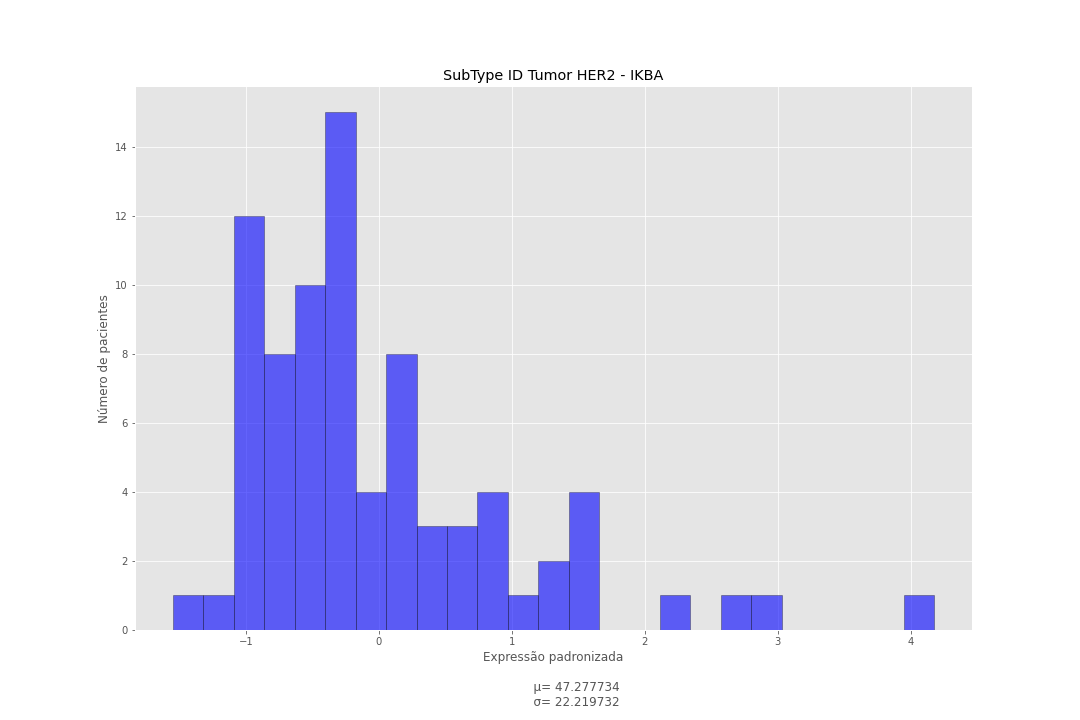 SubType ID Tumor HER2 - IKBA
Número de pacientes
14
12
10
8
6
4
2
0
−1
0
1
2
3
4
Expressão padronizada
μ= 47.277734
σ= 22.219732